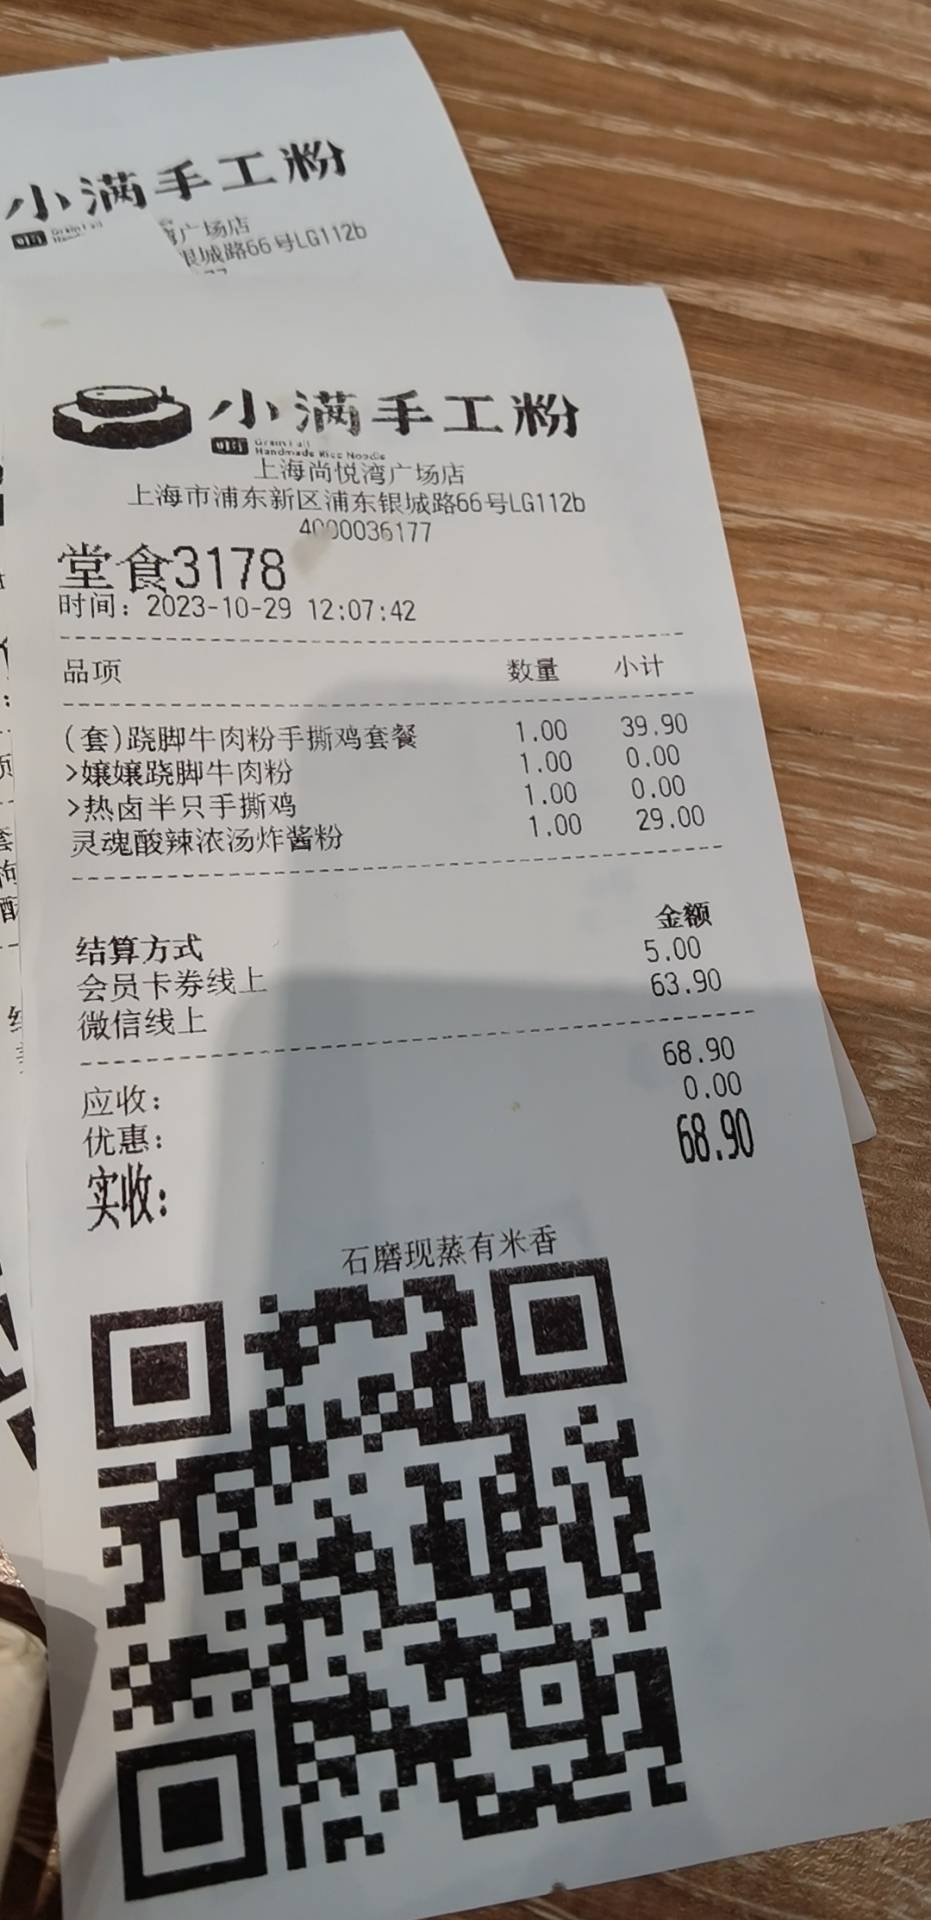 小满手工粉
广场店
银城路66号LG112b
小满手工粉
Handmade Rice Noodle
上海尚悦湾广场店
上海市浦东新区浦东银城路66号LG112b
4000036177
堂食3178
时间：2023-10-29 12:07:42
品项 数量 小计
(套)跷脚牛肉粉手撕鸡套餐 1.00 39.90
>嬢嬢跷脚牛肉粉 1.00 0.00
>热卤半只手撕鸡 1.00 0.00
灵魂酸辣浓汤炸酱粉 1.00 29.00
结算方式 金额
会员卡券线上 5.00
微信线上 63.90
应收： 68.90
优惠： 0.00
实收： 68.90
石磨现蒸有米香